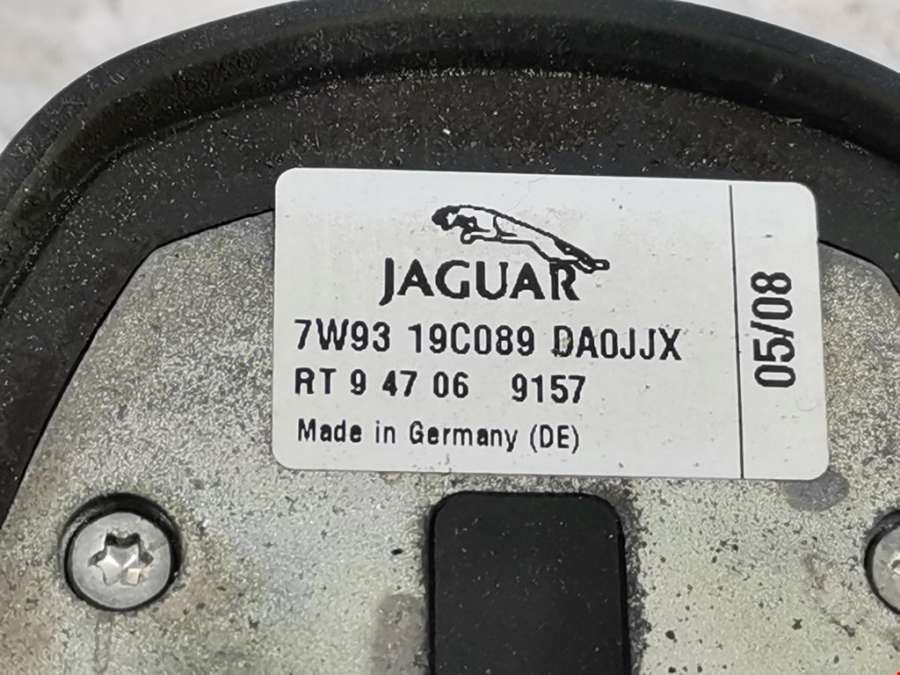 JAGUAR
7W93 19C089 DA0JJX
RT 9 47 06 9157
Made in Germany (DE)
05/08